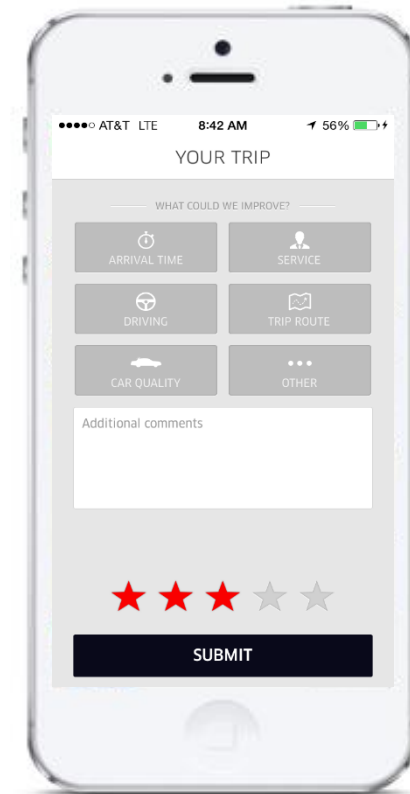 AT&T LTE 8:42 AM 56%
YOUR TRIP
WHAT COULD WE IMPROVE?
ARRIVAL TIME SERVICE
DRIVING TRIP ROUTE
CAR QUALITY OTHER
Additional comments
SUBMIT